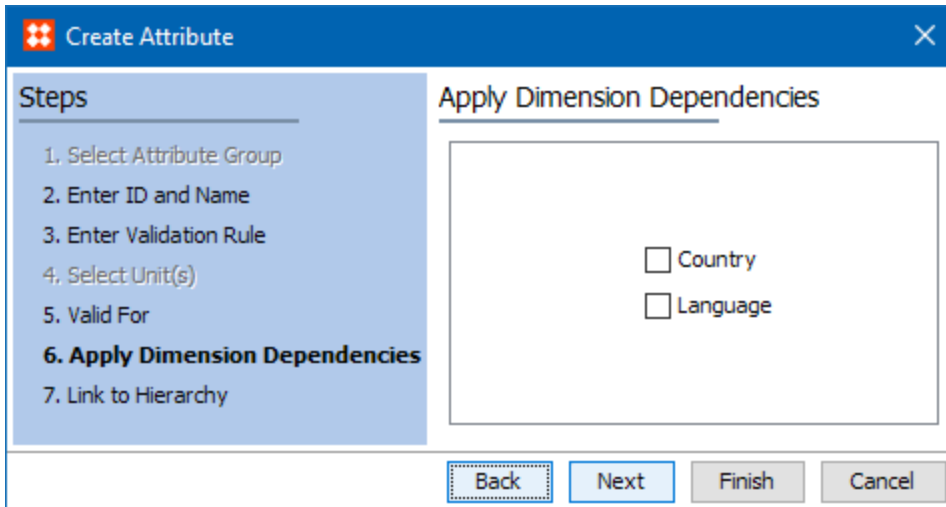 Create Attribute
Steps
1. Select Attribute Group
2. Enter ID and Name
3. Enter Validation Rule
4. Select Unit(s)
5. Valid For
6. Apply Dimension Dependencies
7. Link to Hierarchy
Apply Dimension Dependencies
Country
Language
Back Next Finish Cancel